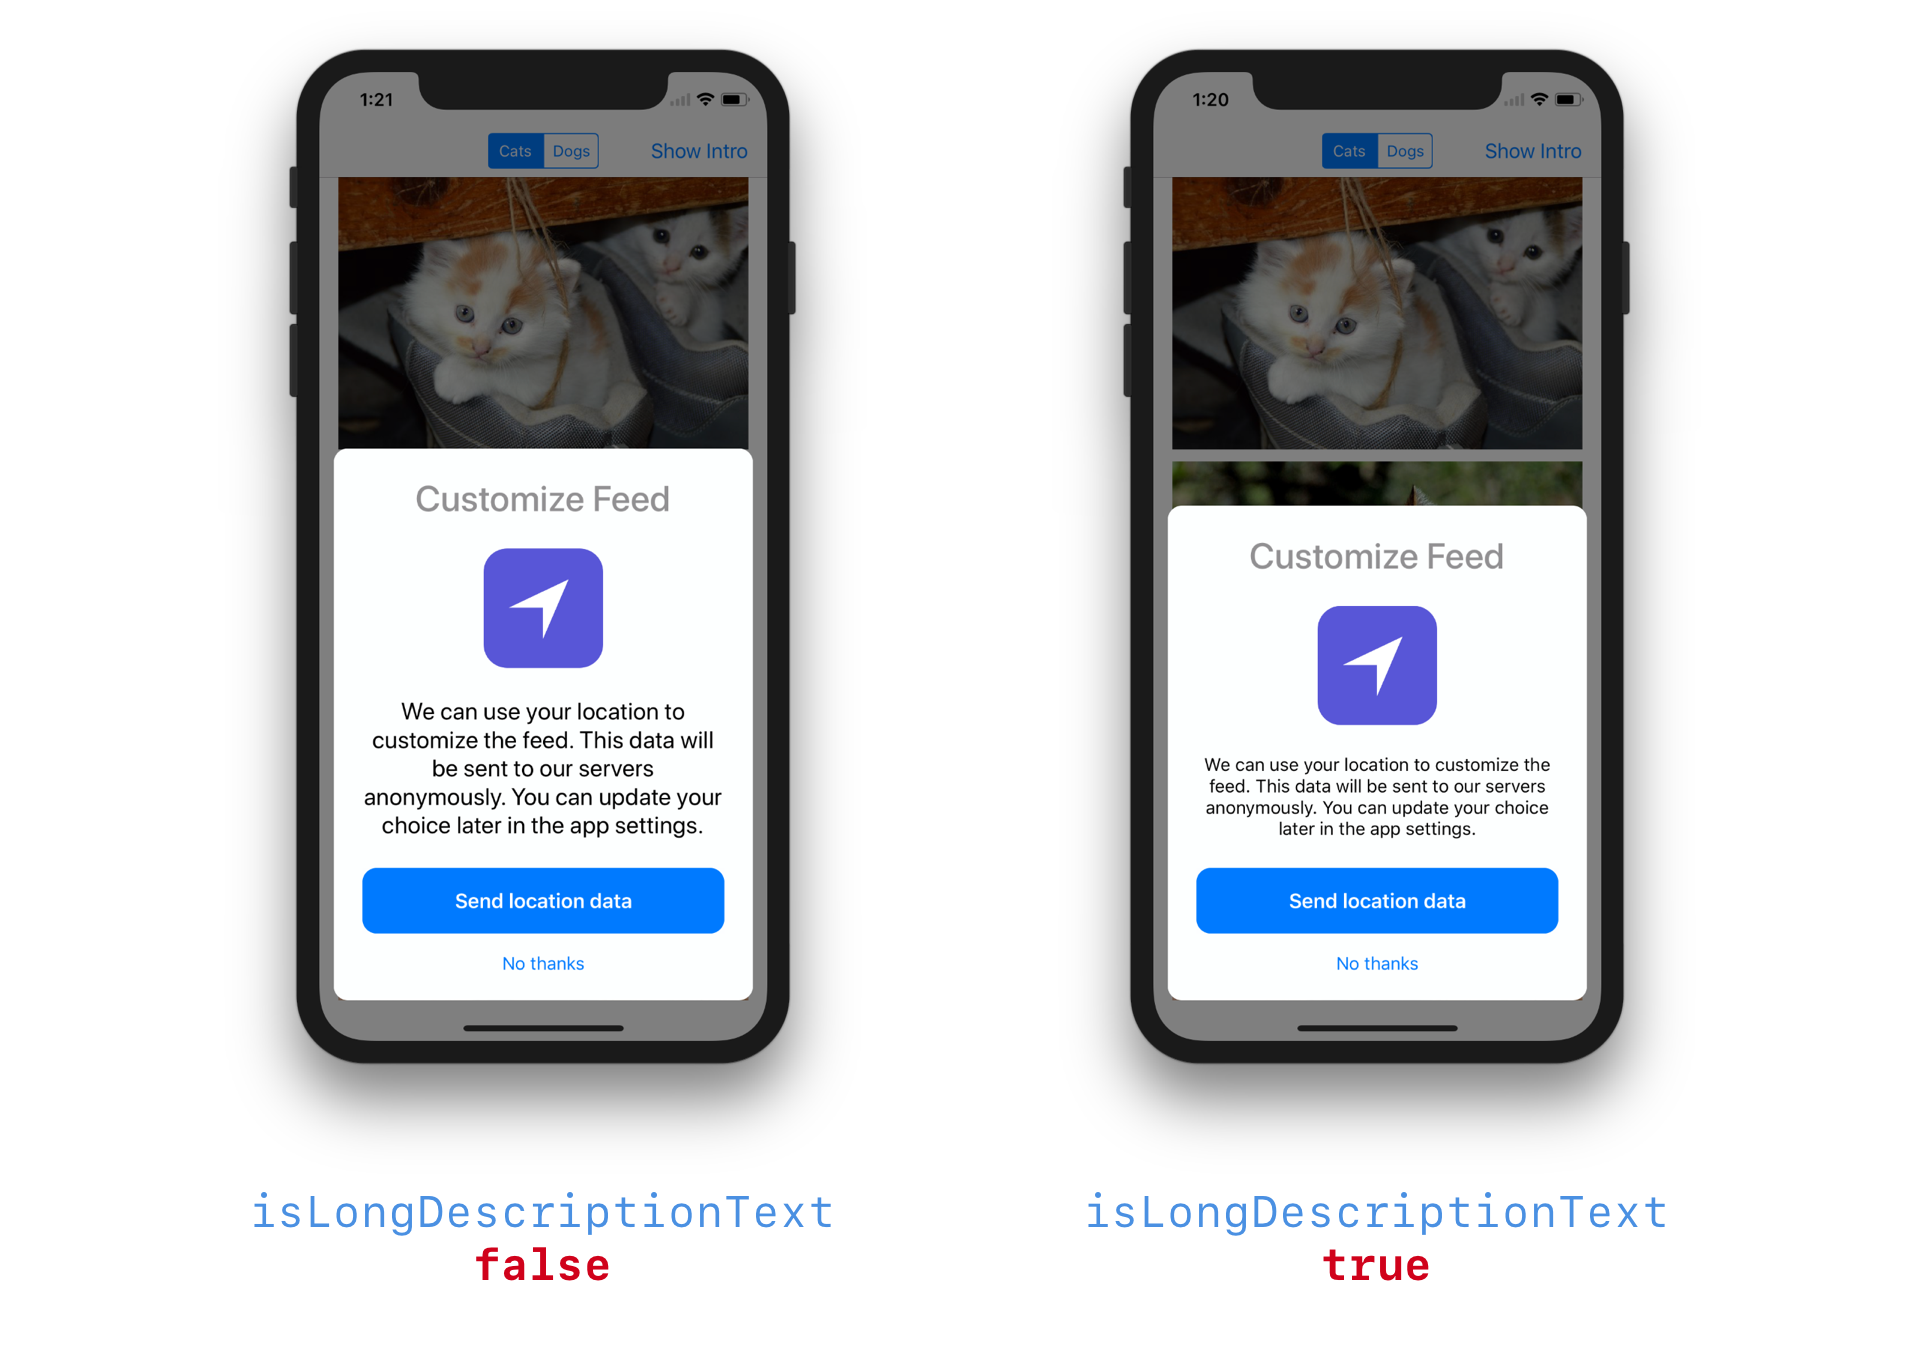 1:21
Cats Dogs Show Intro
Customize Feed
We can use your location to
customize the feed. This data will
be sent to our servers
anonymously. You can update your
choice later in the app settings.
Send location data
No thanks
isLongDescriptionText
false
1:20
Cats Dogs Show Intro
Customize Feed
We can use your location to customize the
feed. This data will be sent to our servers
anonymously. You can update your choice
later in the app settings.
Send location data
No thanks
isLongDescriptionText
true